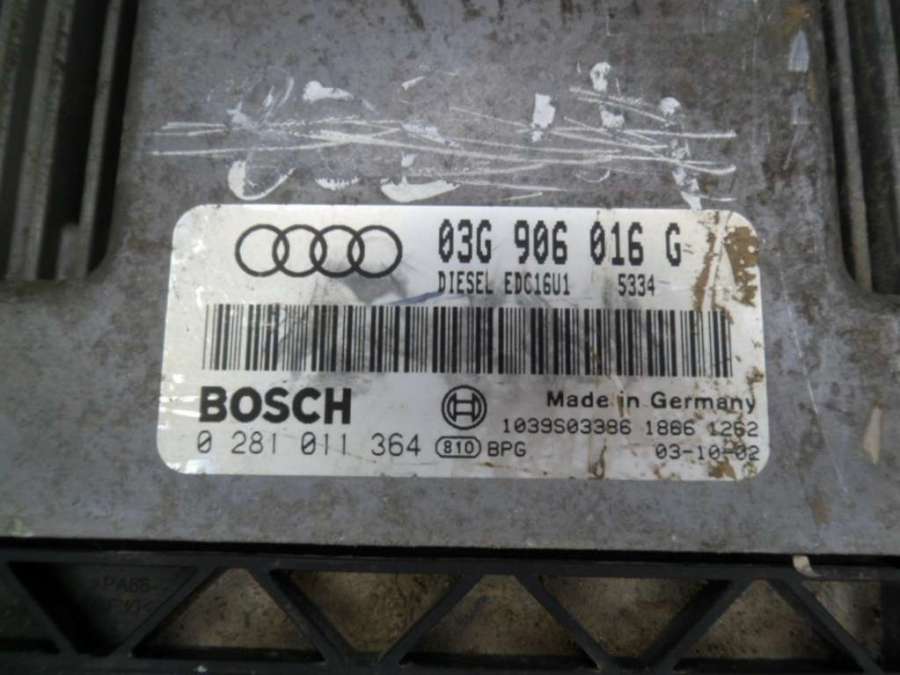 03G 906 016 G
DIESEL EDC16U1 5334
BOSCH
Made in Germany
1039S03386 1866 1262
0 281 011 364 810 BPG 03-10-02